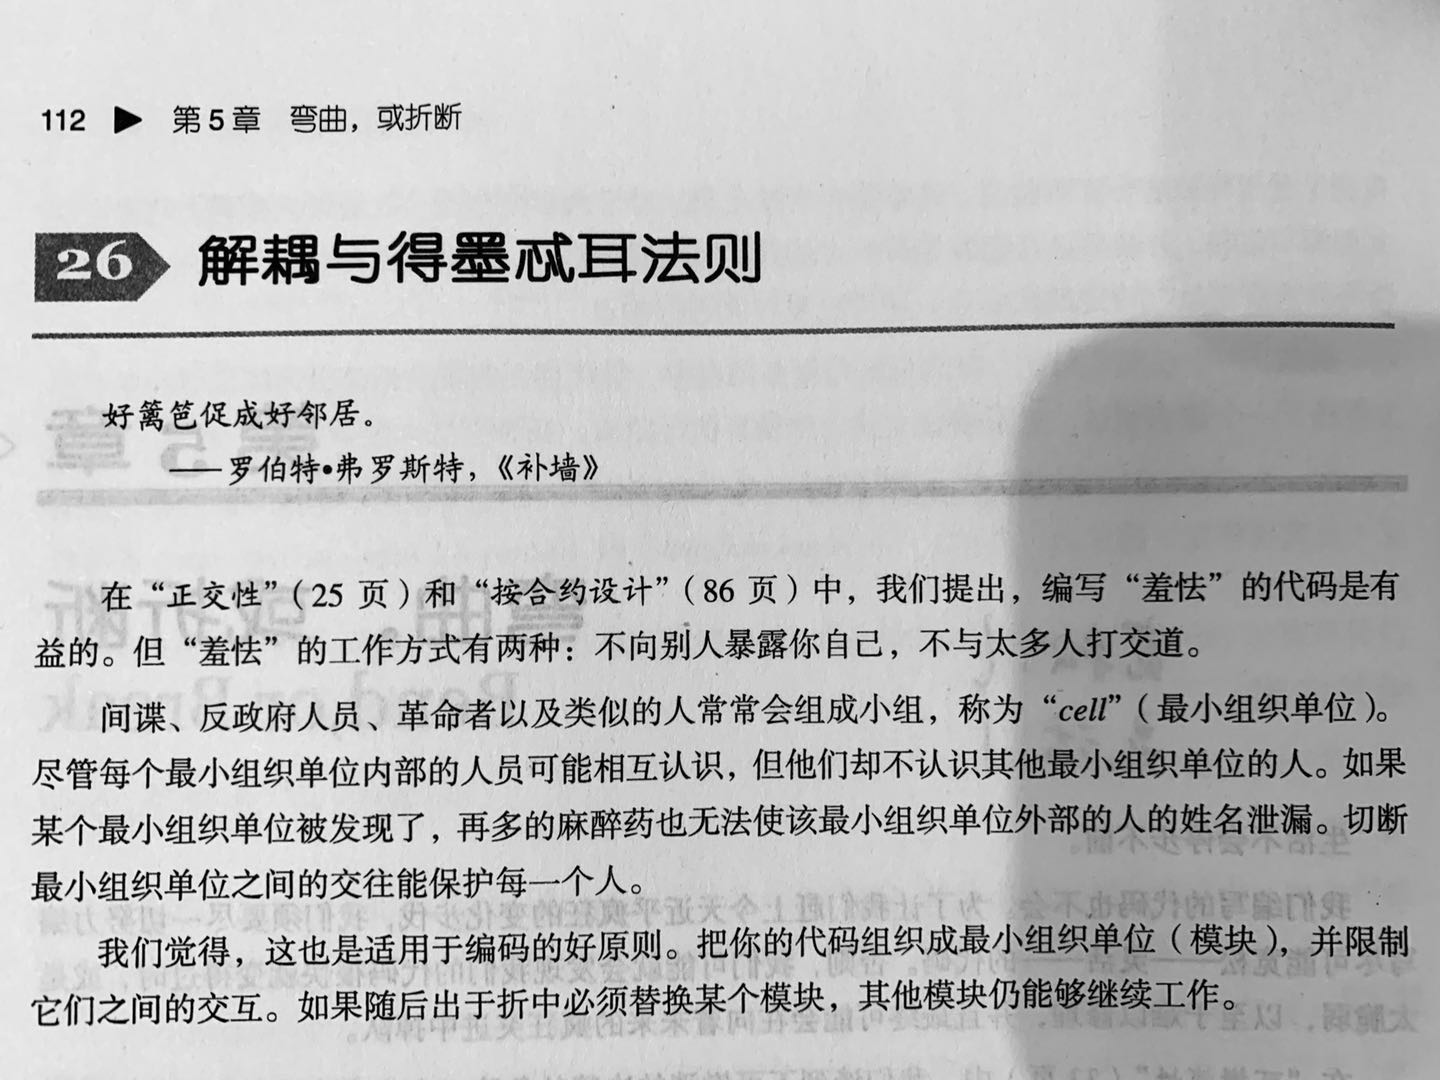 112 ▶ 第5章 弯曲，或折断
26 解耦与得墨忒耳法则
好篱笆促成好邻居。
——罗伯特•弗罗斯特，《补墙》
在“正交性”（25 页）和“按合约设计”（86 页）中，我们提出，编写“羞怯”的代码是有
益的。但“羞怯”的工作方式有两种：不向别人暴露你自己，不与太多人打交道。
间谍、反政府人员、革命者以及类似的人常常会组成小组，称为“cell”（最小组织单位）。
尽管每个最小组织单位内部的人员可能相互认识，但他们却不认识其他最小组织单位的人。如果
某个最小组织单位被发现了，再多的麻醉药也无法使该最小组织单位外部的人的姓名泄漏。切断
最小组织单位之间的交往能保护每一个人。
我们觉得，这也是适用于编码的好原则。把你的代码组织成最小组织单位（模块），并限制
它们之间的交互。如果随后出于折中必须替换某个模块，其他模块仍能够继续工作。